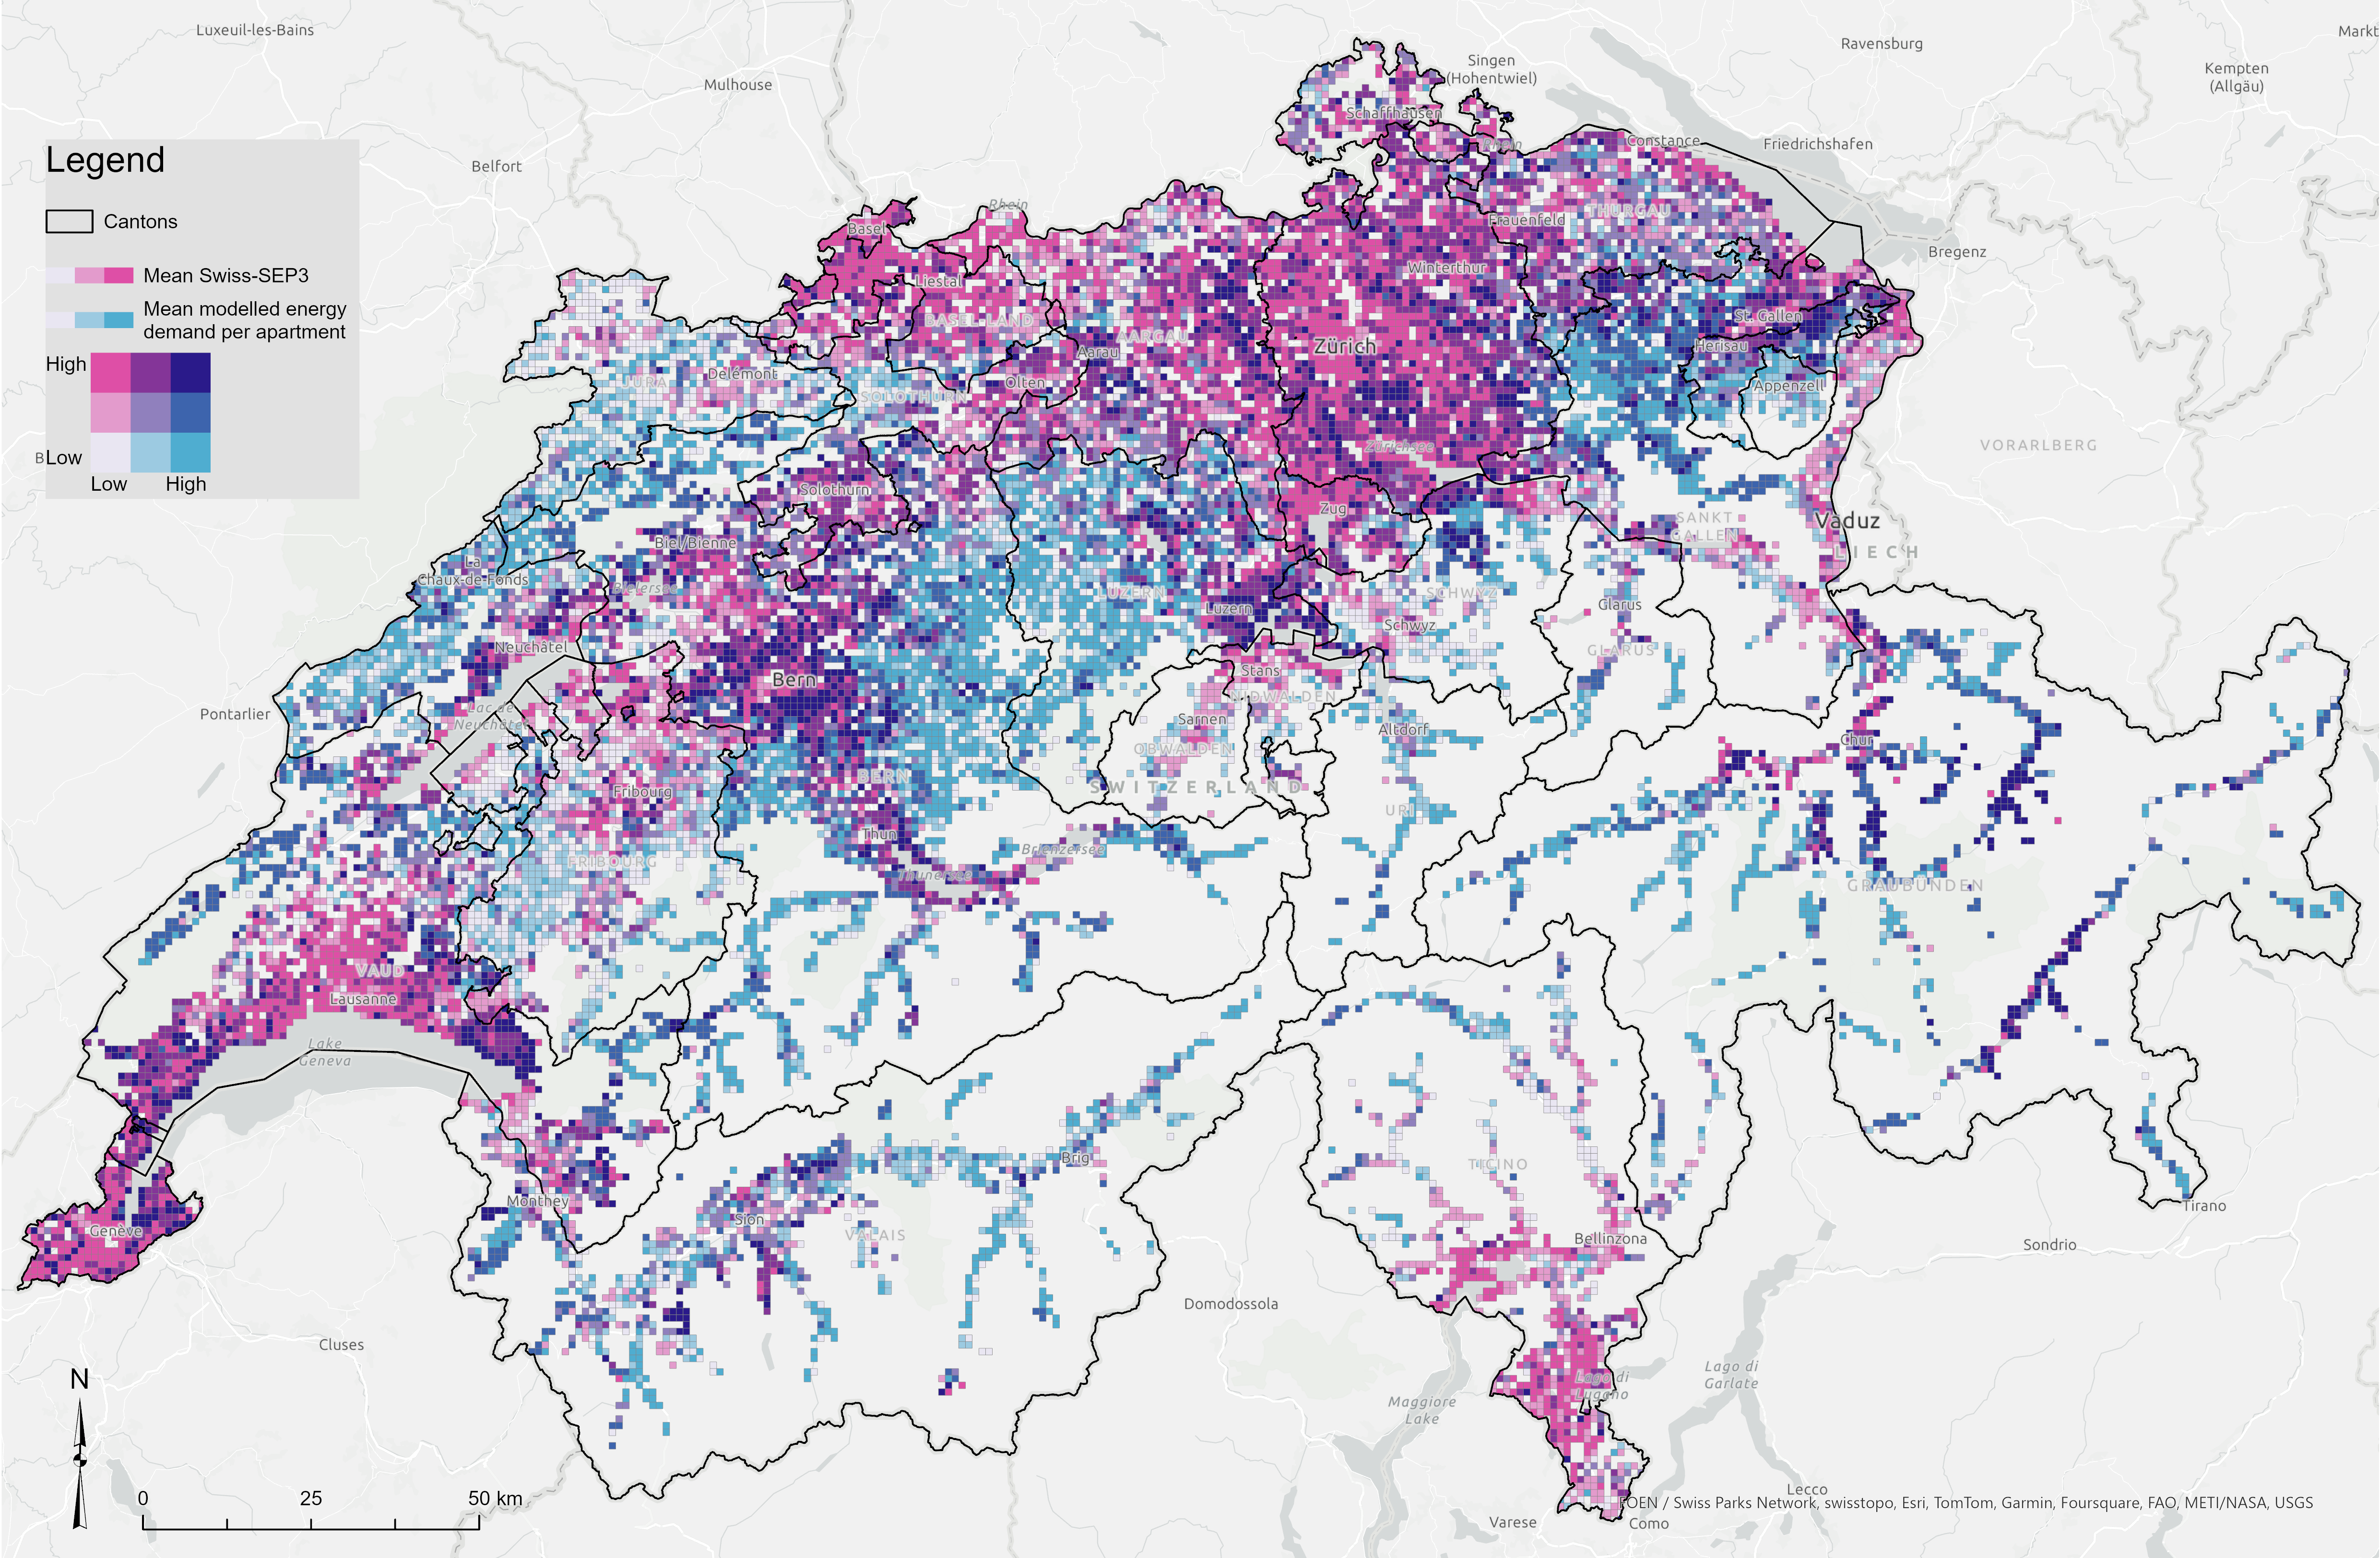 Luxeuil-les-Bains
Mulhouse
Belfort
Singen
(Hohentwiel)
Ravensburg
Markt
Kempten
(Allgäu)
Legend
Cantons
Mean Swiss-SEP3
Mean modelled energy
demand per apartment
High
Low
Low
High
B
Schaffhausen
Rhein
Constance
Friedrichshafen
Rhein
Basel
Frauenfeld
THURGAU
Bregenz
Winterthur
Liestal
BASEL-LAND
AARGAU
Zürich
St. Gallen
Herisau
Aarau
Olten
Appenzell
Delémont
JURA
SOLOTHURN
Zürichsee
VORARLBERG
Solothurn
Zug
SANKT
GALLEN
Vaduz
LIECH
Biel/Bienne
La
Chaux-de-Fonds
Bielersee
LUZERN
SCHWYZ
Luzern
Glarus
Schwyz
Neuchâtel
GLARUS
Stans
Bern
NIDWALDEN
Pontarlier
Lac de
Neuchâtel
Sarnen
Altdorf
OBWALDEN
Chur
BERN
SWITZERLAND
Fribourg
URI
Thun
Brienzersee
FRIBOURG
Thunersee
GRAUBÜNDEN
VAUD
Lausanne
Lake
Geneva
Brig
TICINO
Monthey
Sion
VALAIS
Tirano
Genève
Bellinzona
Sondrio
Domodossola
Cluses
Lago di
Lugano
Lago di
Garlate
Maggiore
Lake
N
0
25
50 km
Lecco
OEN / Swiss Parks Network, swisstopo, Esri, TomTom, Garmin, Foursquare, FAO, METI/NASA, USGS
Varese
Como